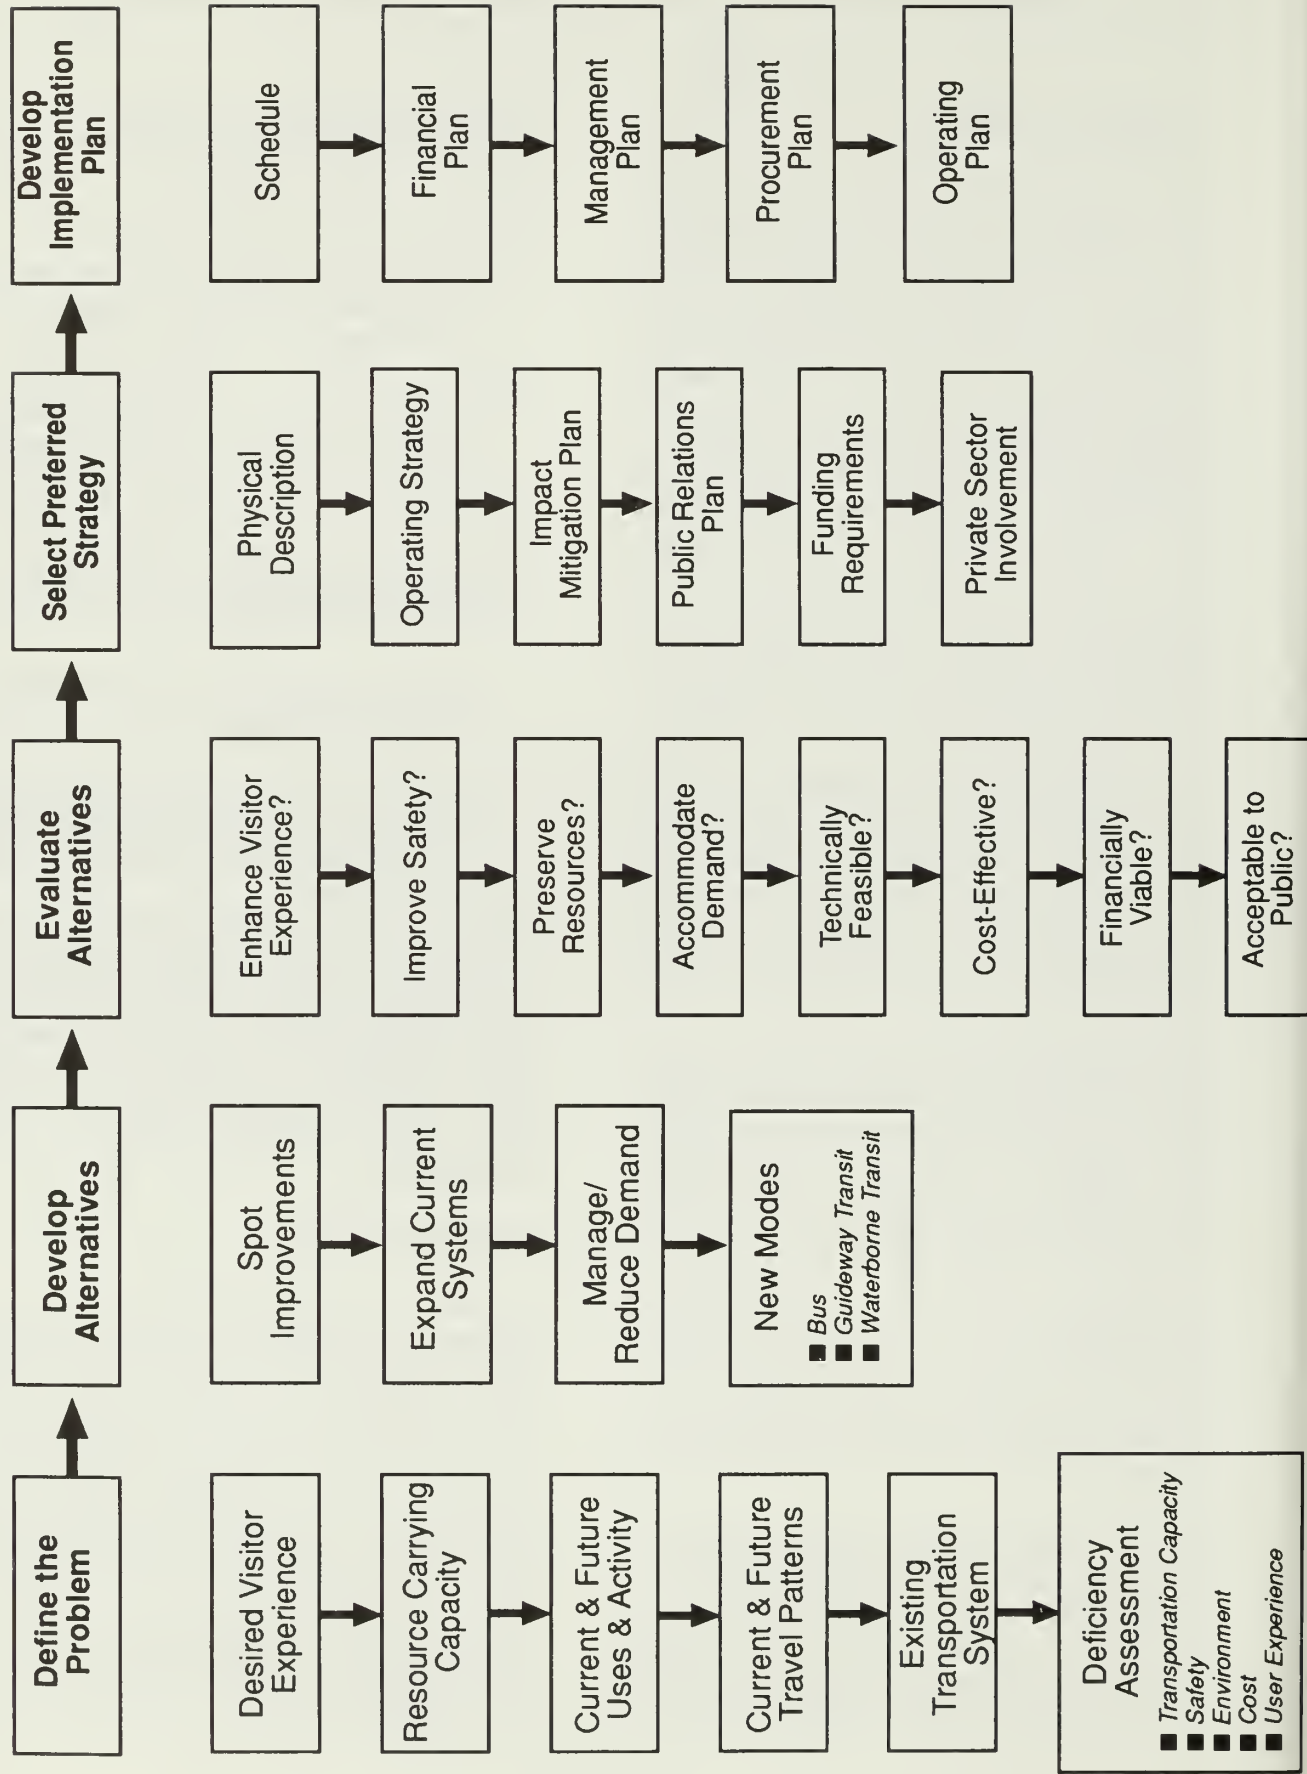 Define the
Problem
Develop
Alternatives
Evaluate
Alternatives
Select Preferred
Strategy
Develop
Implementation
Plan
Desired Visitor
Experience
Resource Carrying
Capacity
Current & Future
Uses & Activity
Current & Future
Travel Patterns
Existing
Transportation
System
Deficiency
Assessment
■ Transportation Capacity
■ Safety
■ Environment
■ Cost
■ User Experience
Spot
Improvements
Expand Current
Systems
Manage/
Reduce Demand
New Modes
■ Bus
■ Guideway Transit
■ Waterborne Transit
Enhance Visitor
Experience?
Improve Safety?
Preserve
Resources?
Accommodate
Demand?
Technically
Feasible?
Cost-Effective?
Financially
Viable?
Acceptable to
Public?
Physical
Description
Operating Strategy
Impact
Mitigation Plan
Public Relations
Plan
Funding
Requirements
Private Sector
Involvement
Schedule
Financial
Plan
Management
Plan
Procurement
Plan
Operating
Plan